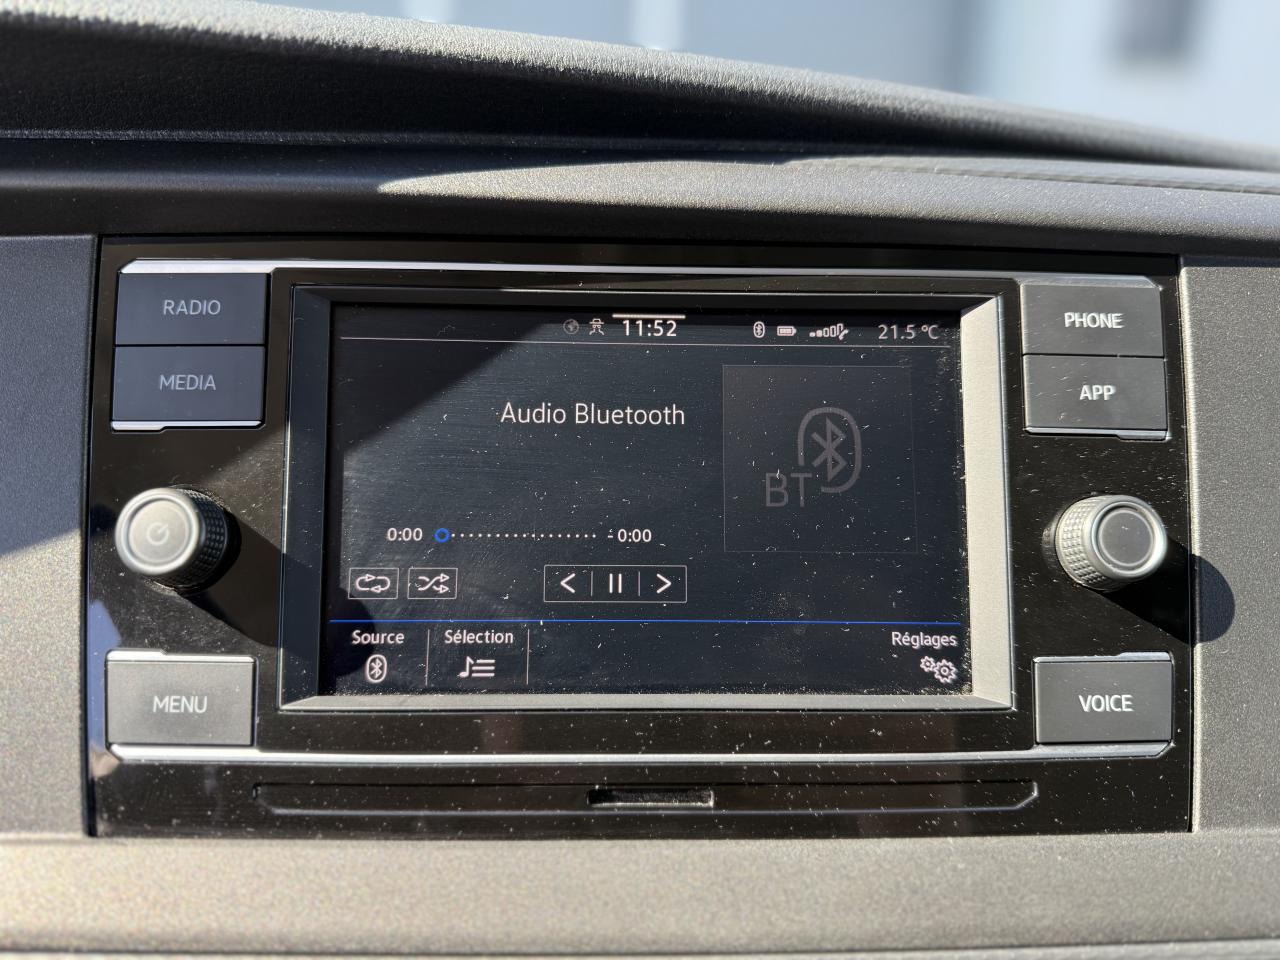 RADIO
MEDIA
MENU
11:52
21.5 °C
Audio Bluetooth
BT
0:00
- 0:00
Source
Sélection
Réglages
PHONE
APP
VOICE